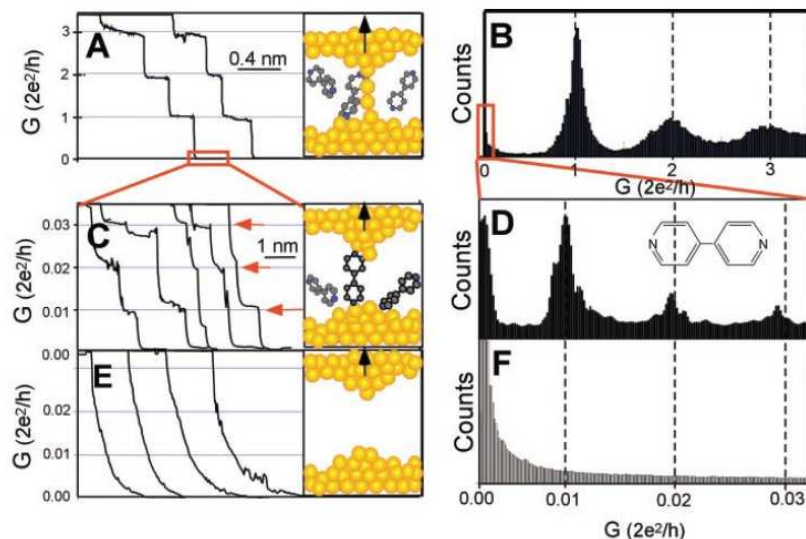 A
G (2e²/h)
3
2
1
0
0.4 nm
B
Counts
0
1
2
3
G (2e²/h)
C
G (2e²/h)
0.03
0.02
0.01
1 nm
D
Counts
N
N
E
G (2e²/h)
0.00
0.02
0.01
0.00
F
Counts
0.00
0.01
0.02
0.03
G (2e²/h)